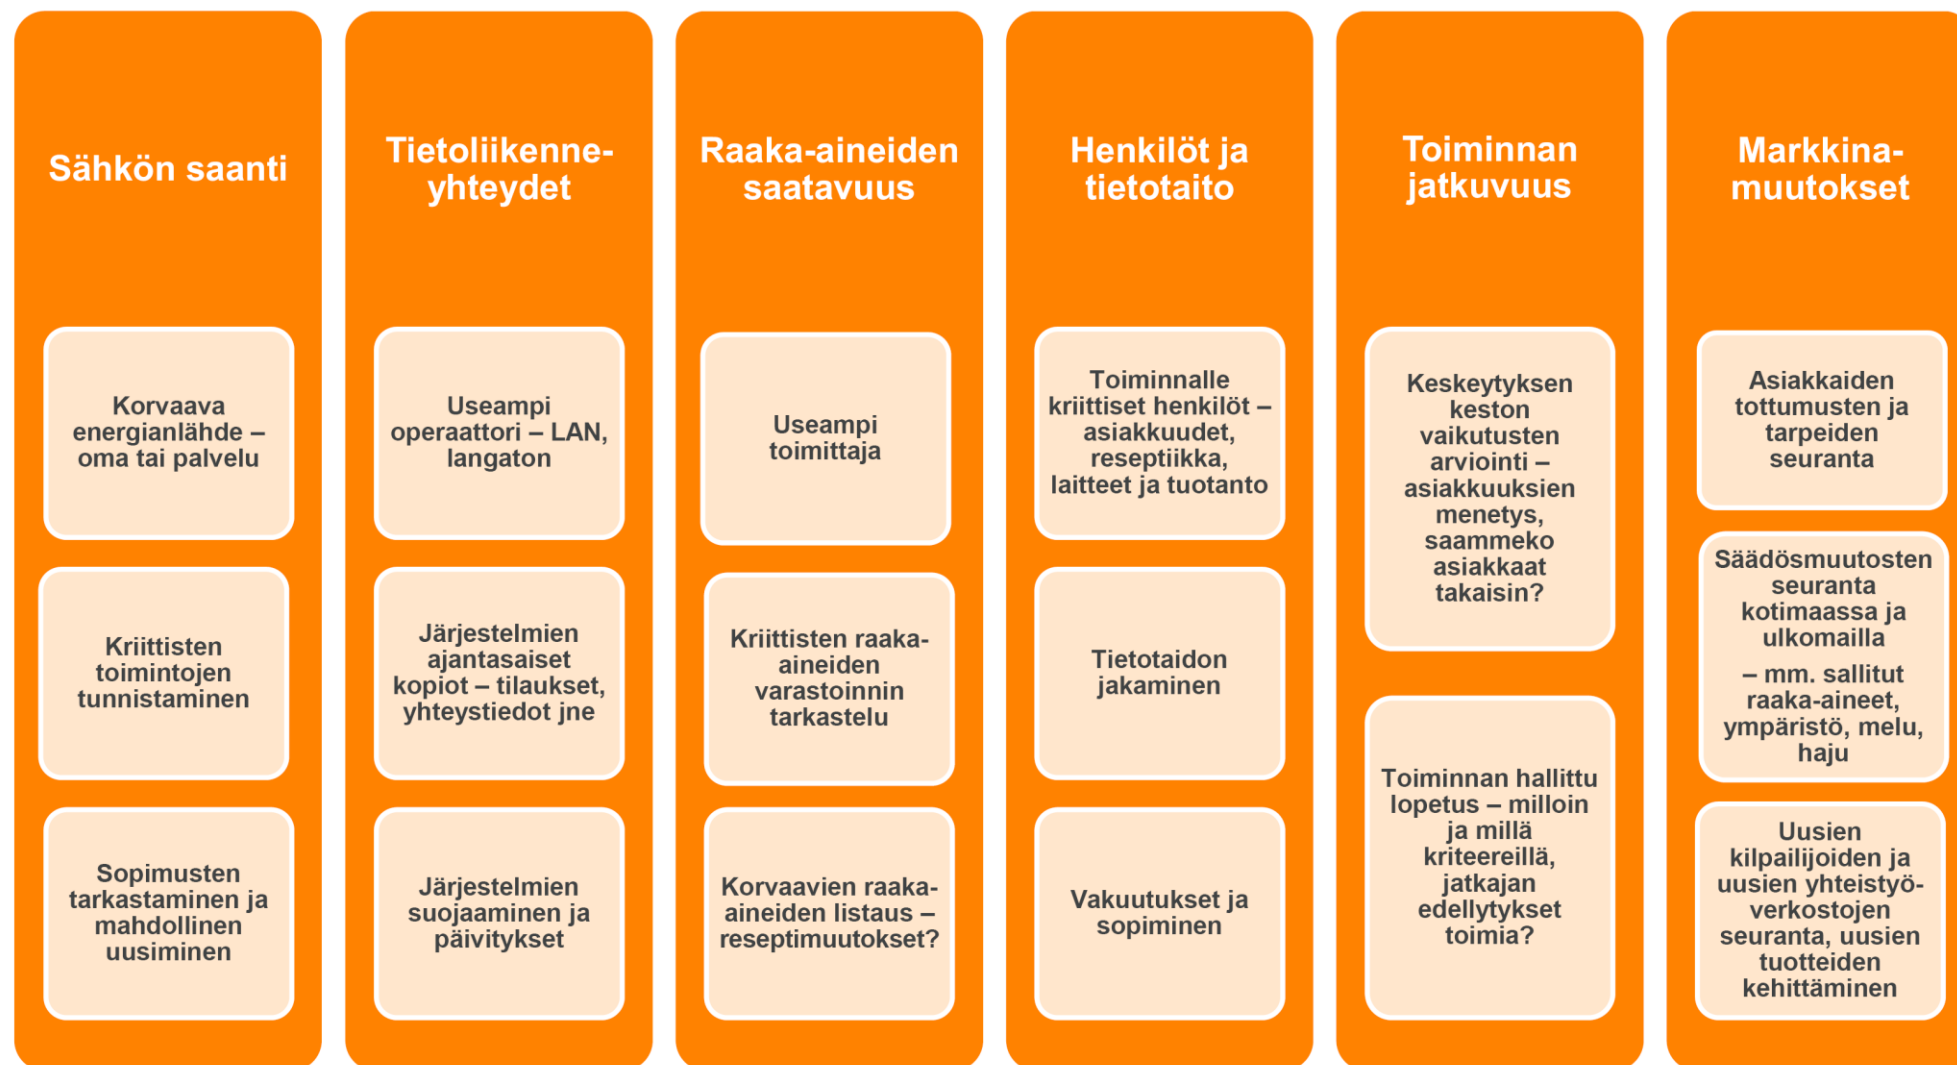 Sähkön saanti
Korvaava
energianlähde –
oma tai palvelu
Kriittisten
toimintojen
tunnistaminen
Sopimusten
tarkastaminen ja
mahdollinen
uusiminen
Tietoliikenne-
yhteydet
Useampi
operaattori – LAN,
langaton
Järjestelmien
ajantasaiset
kopiot – tilaukset,
yhteystiedot jne
Järjestelmien
suojaaminen ja
päivitykset
Raaka-aineiden
saatavuus
Useampi
toimittaja
Kriittisten raaka-
aineiden
varastoinnin
tarkastelu
Korvaavien raaka-
aineiden listaus –
reseptimuutokset?
Henkilöt ja
tietotaito
Toiminnalle
kriittiset henkilöt –
asiakkuudet,
reseptiikka,
laitteet ja tuotanto
Tietotaidon
jakaminen
Vakuutukset ja
sopiminen
Toiminnan
jatkuvuus
Keskeytyksen
keston
vaikutusten
arviointi –
asiakkuuksien
menetys,
saammeko
asiakkaat
takaisin?
Toiminnan hallittu
lopetus – milloin
ja millä
kriteereillä,
jatkajan
edellytykset
toimia?
Markkina-
muutokset
Asiakkaiden
tottumusten ja
tarpeiden
seuranta
Säädösmuutosten
seuranta
kotimaassa ja
ulkomailla
– mm. sallitut
raaka-aineet,
ympäristö, melu,
haju
Uusien
kilpailijoiden ja
uusien yhteistyö-
verkostojen
seuranta, uusien
tuotteiden
kehittäminen